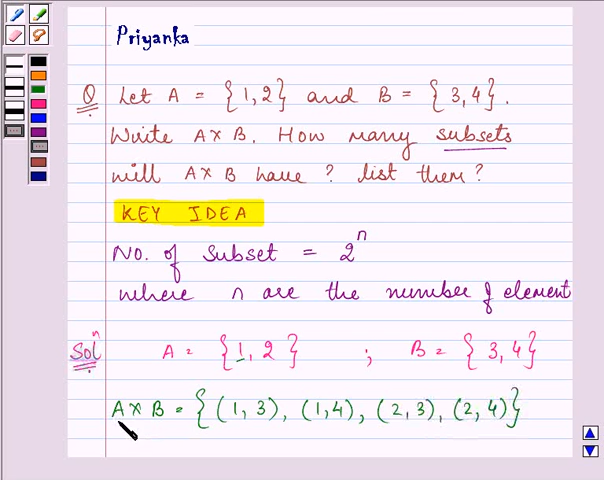 Priyanka
Q Let A = {1,2} and B = {3,4}.
Write A×B. How many subsets
will A×B have ? list them ?
KEY IDEA
No. of subset = 2ⁿ
where n are the number of element
Solⁿ A = {1, 2} ; B = {3, 4}
A × B = {(1, 3), (1,4), (2, 3), (2, 4)}